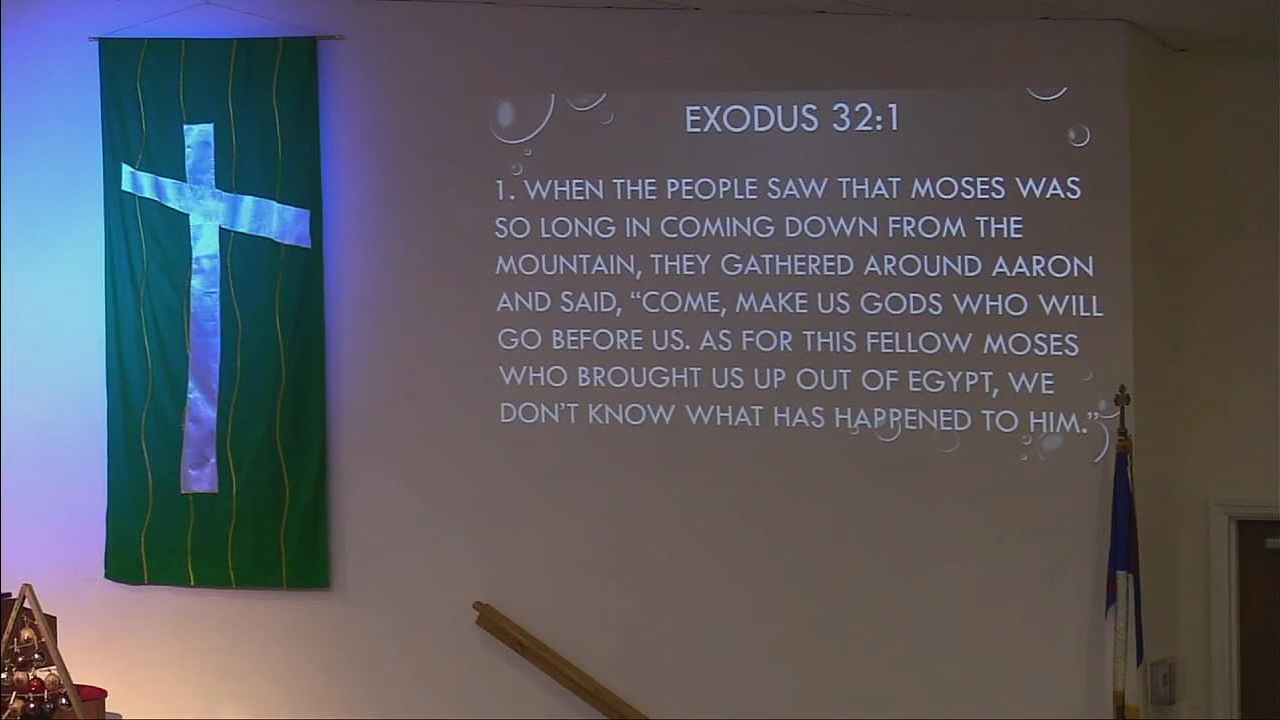 EXODUS 32:1
1. WHEN THE PEOPLE SAW THAT MOSES WAS
SO LONG IN COMING DOWN FROM THE
MOUNTAIN, THEY GATHERED AROUND AARON
AND SAID, “COME, MAKE US GODS WHO WILL
GO BEFORE US. AS FOR THIS FELLOW MOSES
WHO BROUGHT US UP OUT OF EGYPT, WE
DON’T KNOW WHAT HAS HAPPENED TO HIM.”